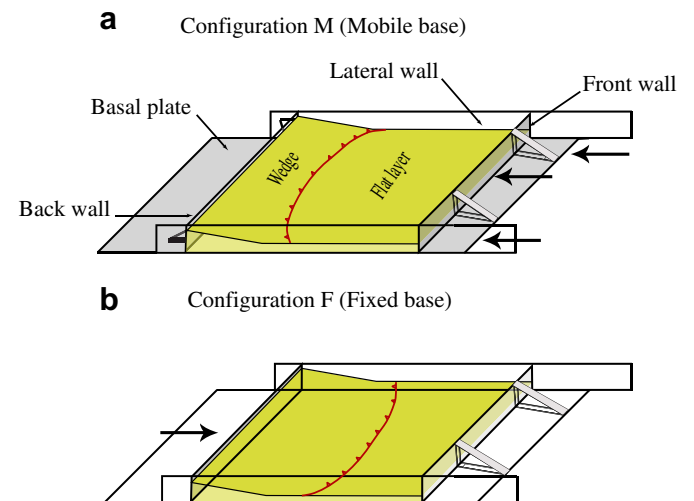 a
Configuration M (Mobile base)
Lateral wall
Front wall
Basal plate
Wedge
Flat layer
Back wall
b
Configuration F (Fixed base)